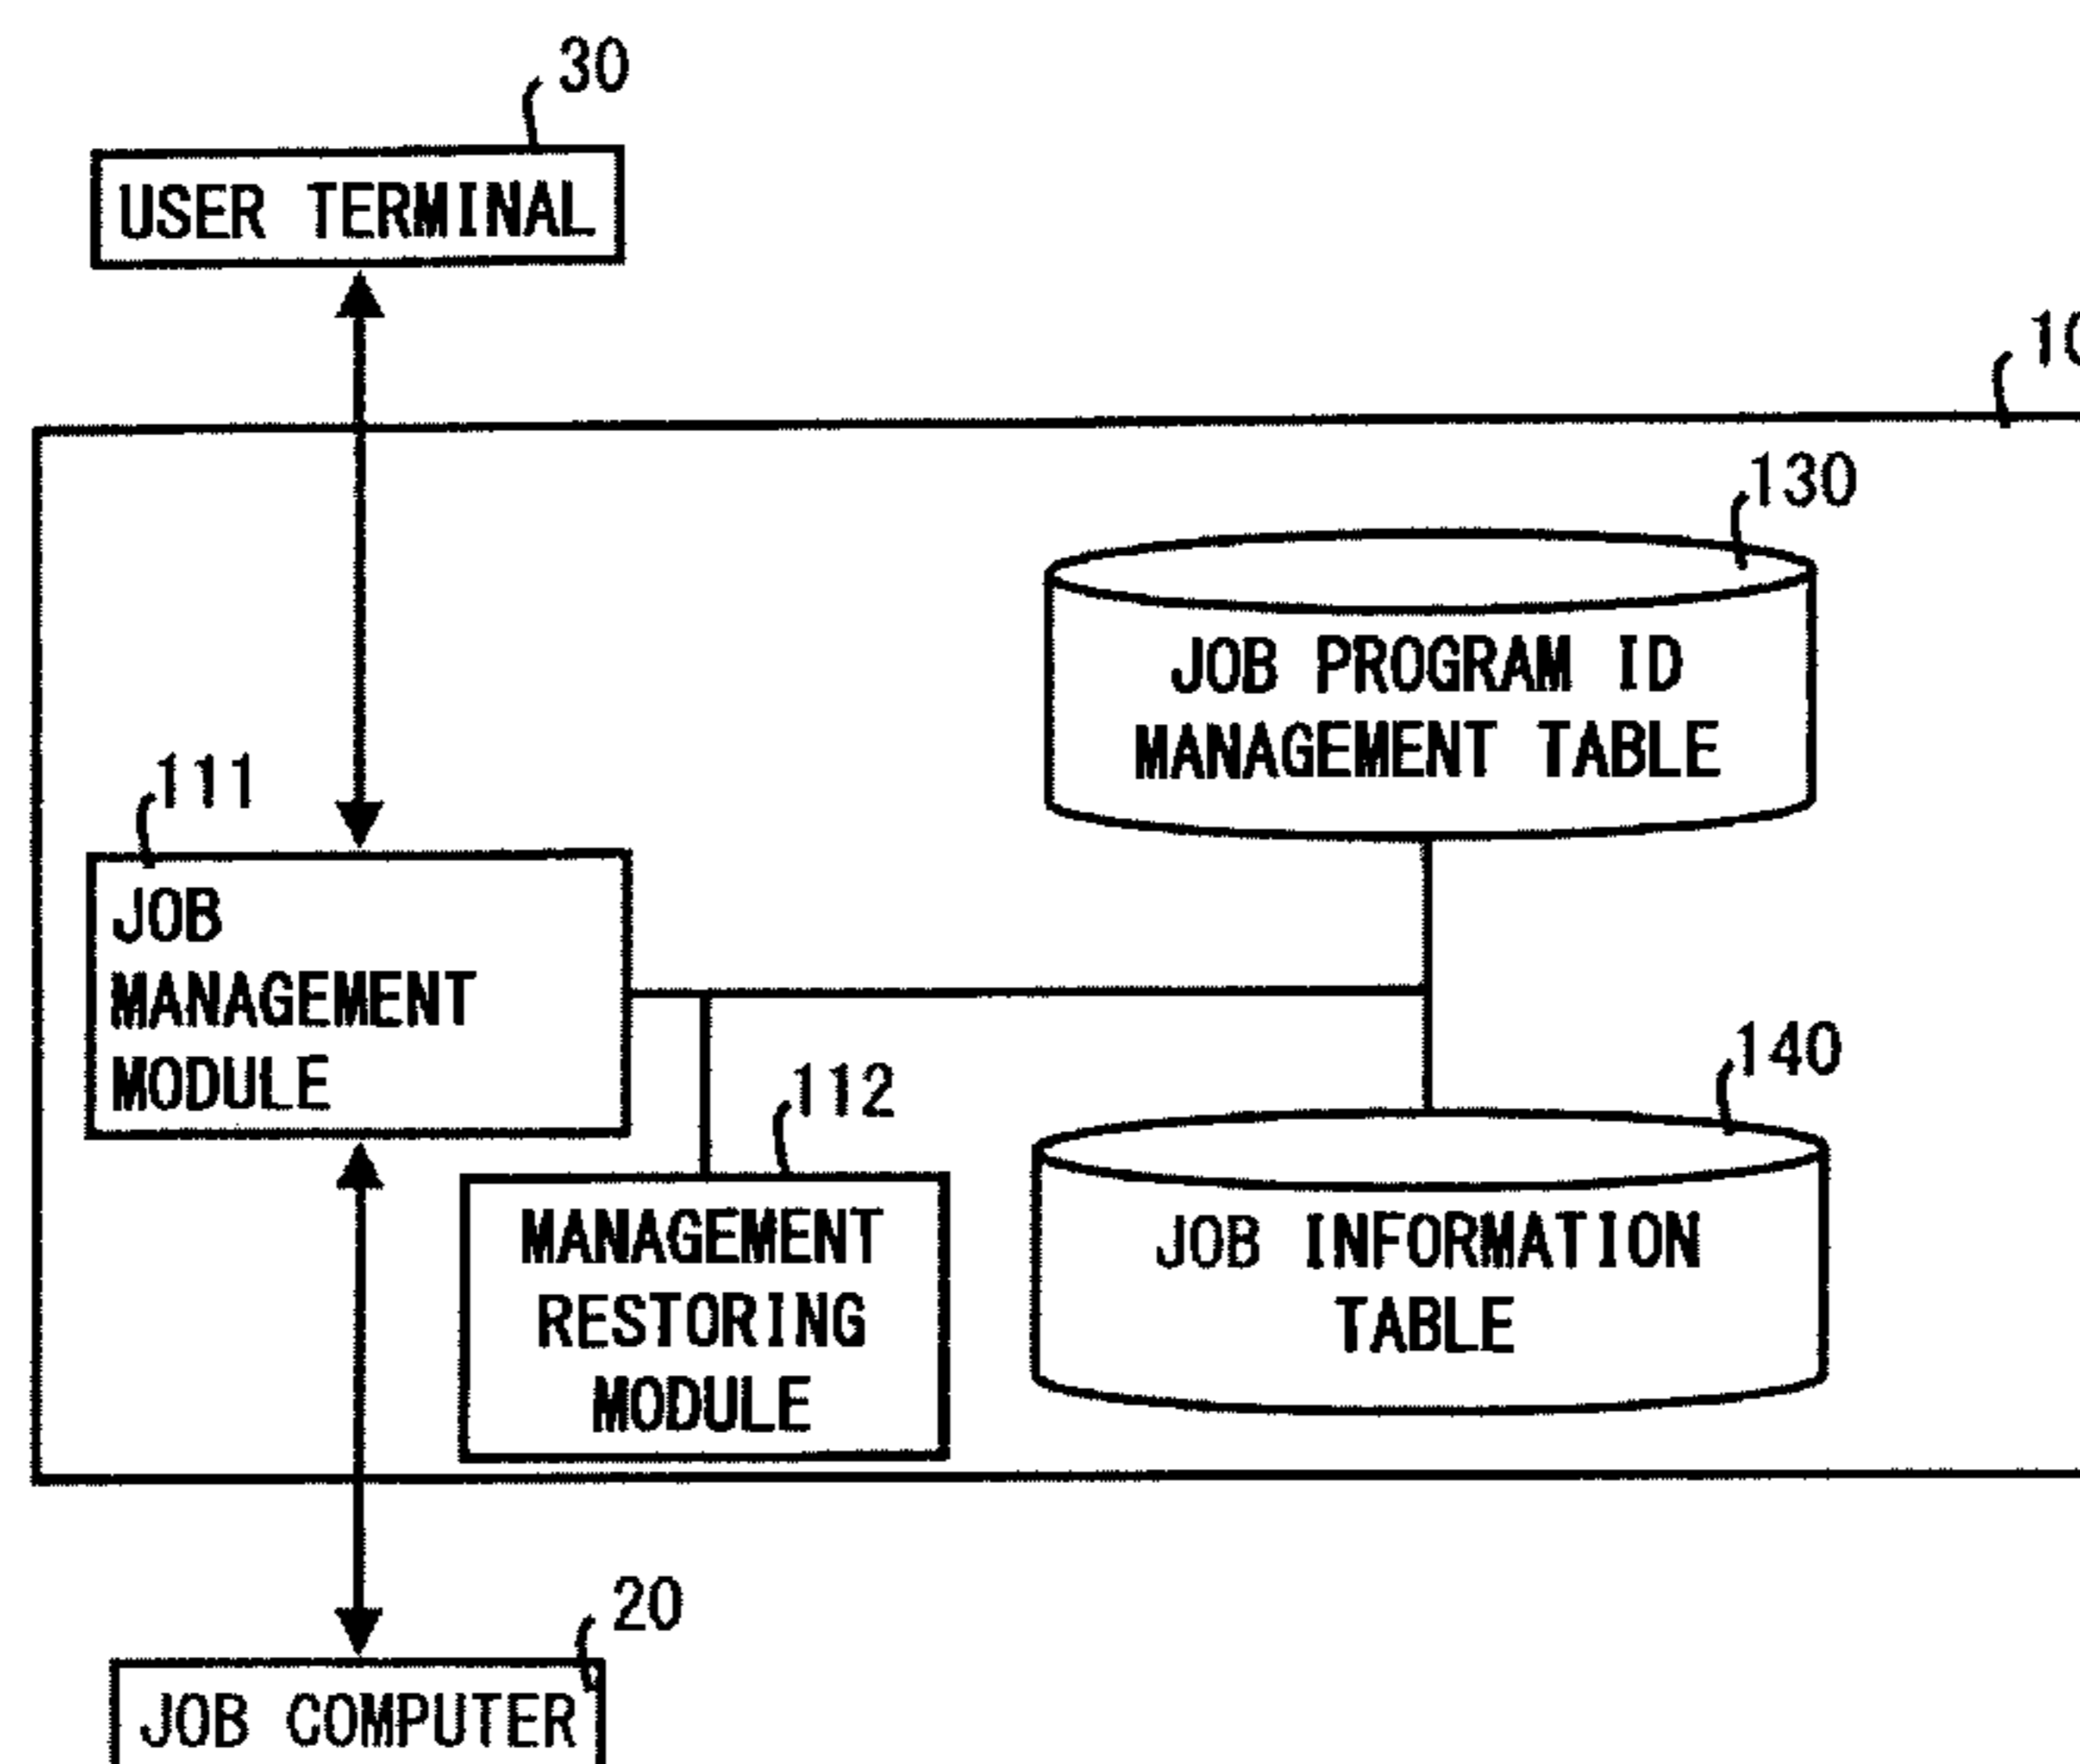 30
USER TERMINAL
10
130
JOB PROGRAM ID
MANAGEMENT TABLE
111
JOB
MANAGEMENT
MODULE
140
112
MANAGEMENT
RESTORING
MODULE
JOB INFORMATION
TABLE
20
JOB COMPUTER